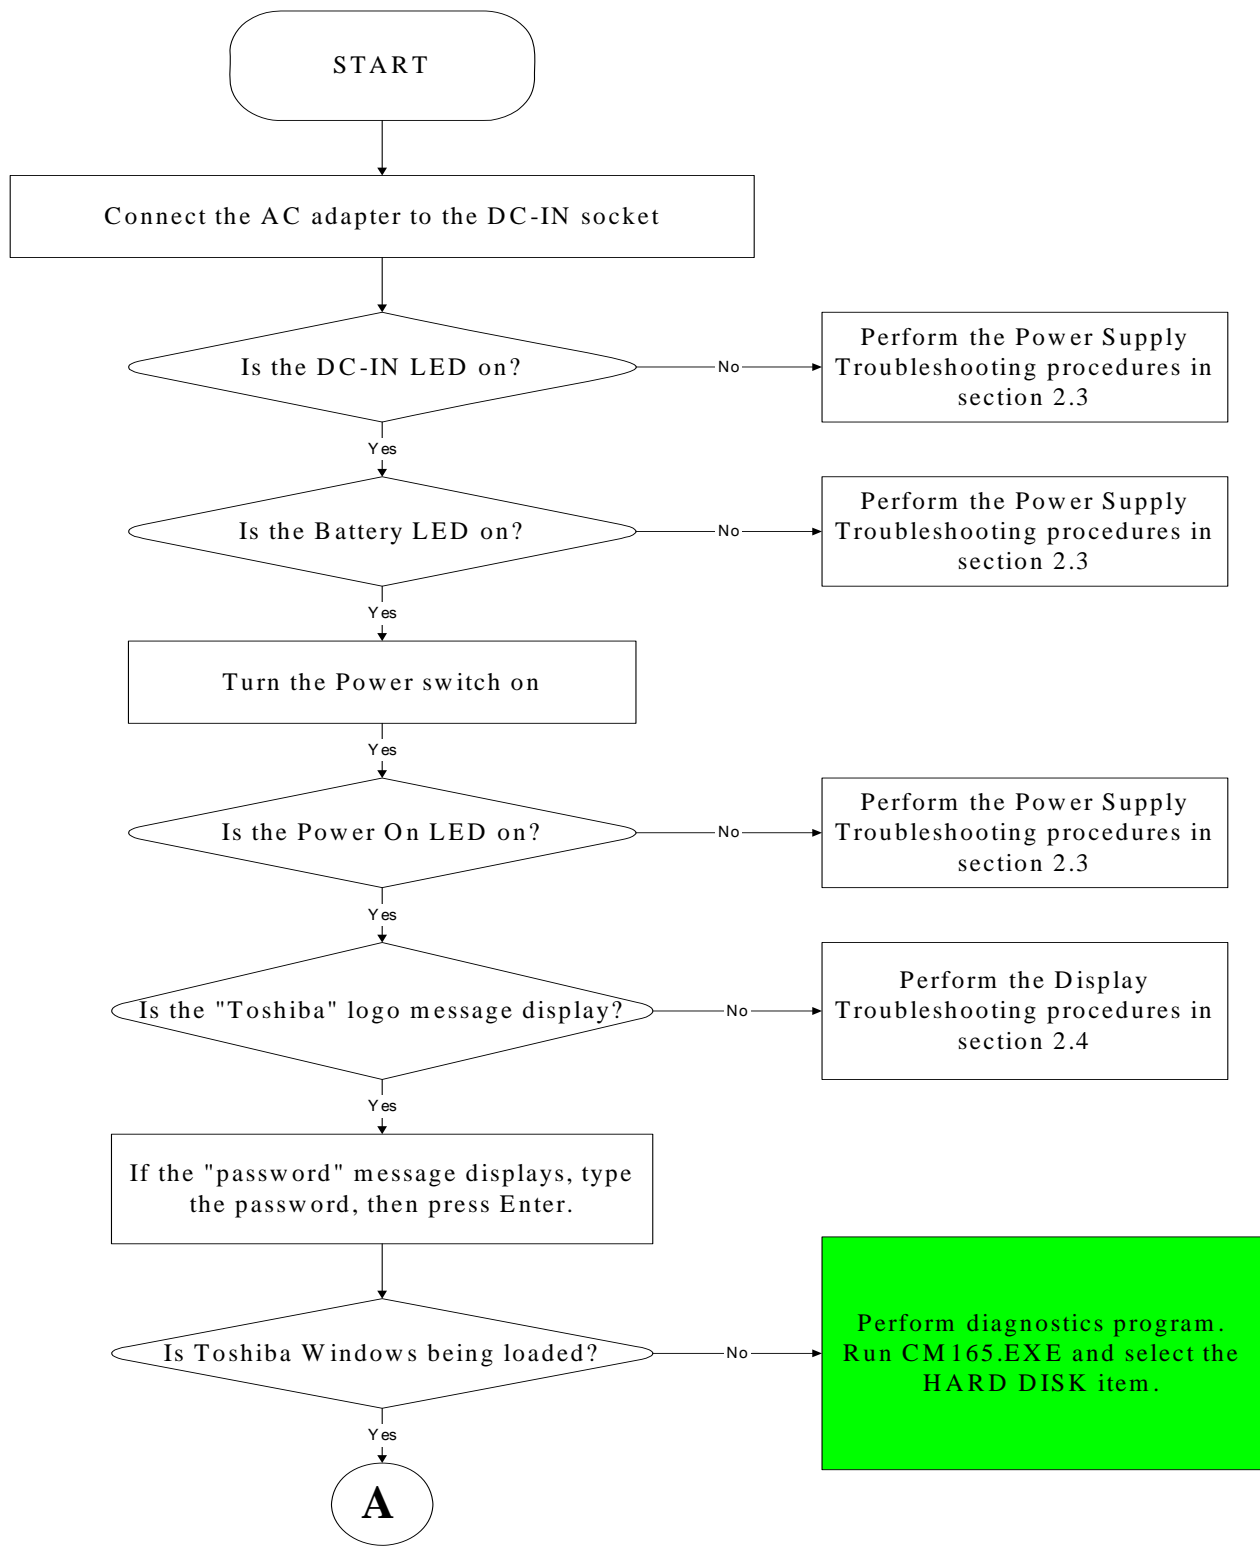 START
Connect the AC adapter to the DC-IN socket
Is the DC-IN LED on?
No
Perform the Power Supply
Troubleshooting procedures in
section 2.3
Yes
Is the Battery LED on?
No
Perform the Power Supply
Troubleshooting procedures in
section 2.3
Yes
Turn the Power switch on
Yes
Is the Power On LED on?
No
Perform the Power Supply
Troubleshooting procedures in
section 2.3
Yes
Is the "Toshiba" logo message display?
No
Perform the Display
Troubleshooting procedures in
section 2.4
Yes
If the "password" message displays, type
the password, then press Enter.
Is Toshiba Windows being loaded?
No
Perform diagnostics program.
Run CM165.EXE and select the
HARD DISK item.
Yes
A